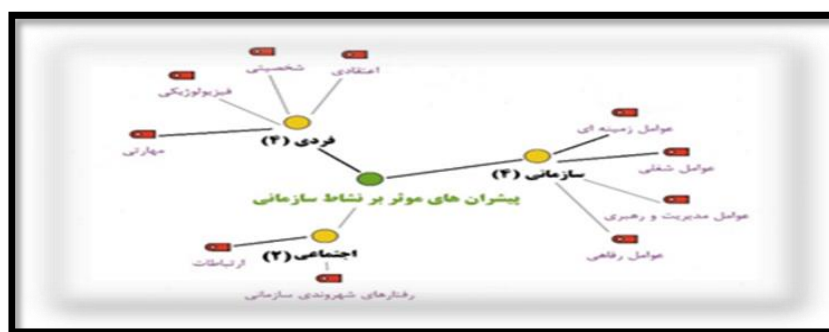 اعتقادی
شخصیتی
فیزیولوژیکی
مهارتی
فردی (۴)
عوامل زمینه ای
عوامل شغلی
سازمانی (۴)
عوامل مدیریت و رهبری
عوامل رفاهی
پیشران های موثر بر نشاط سازمانی
اجتماعی (۲)
ارتباطات
رفتارهای شهروندی سازمانی